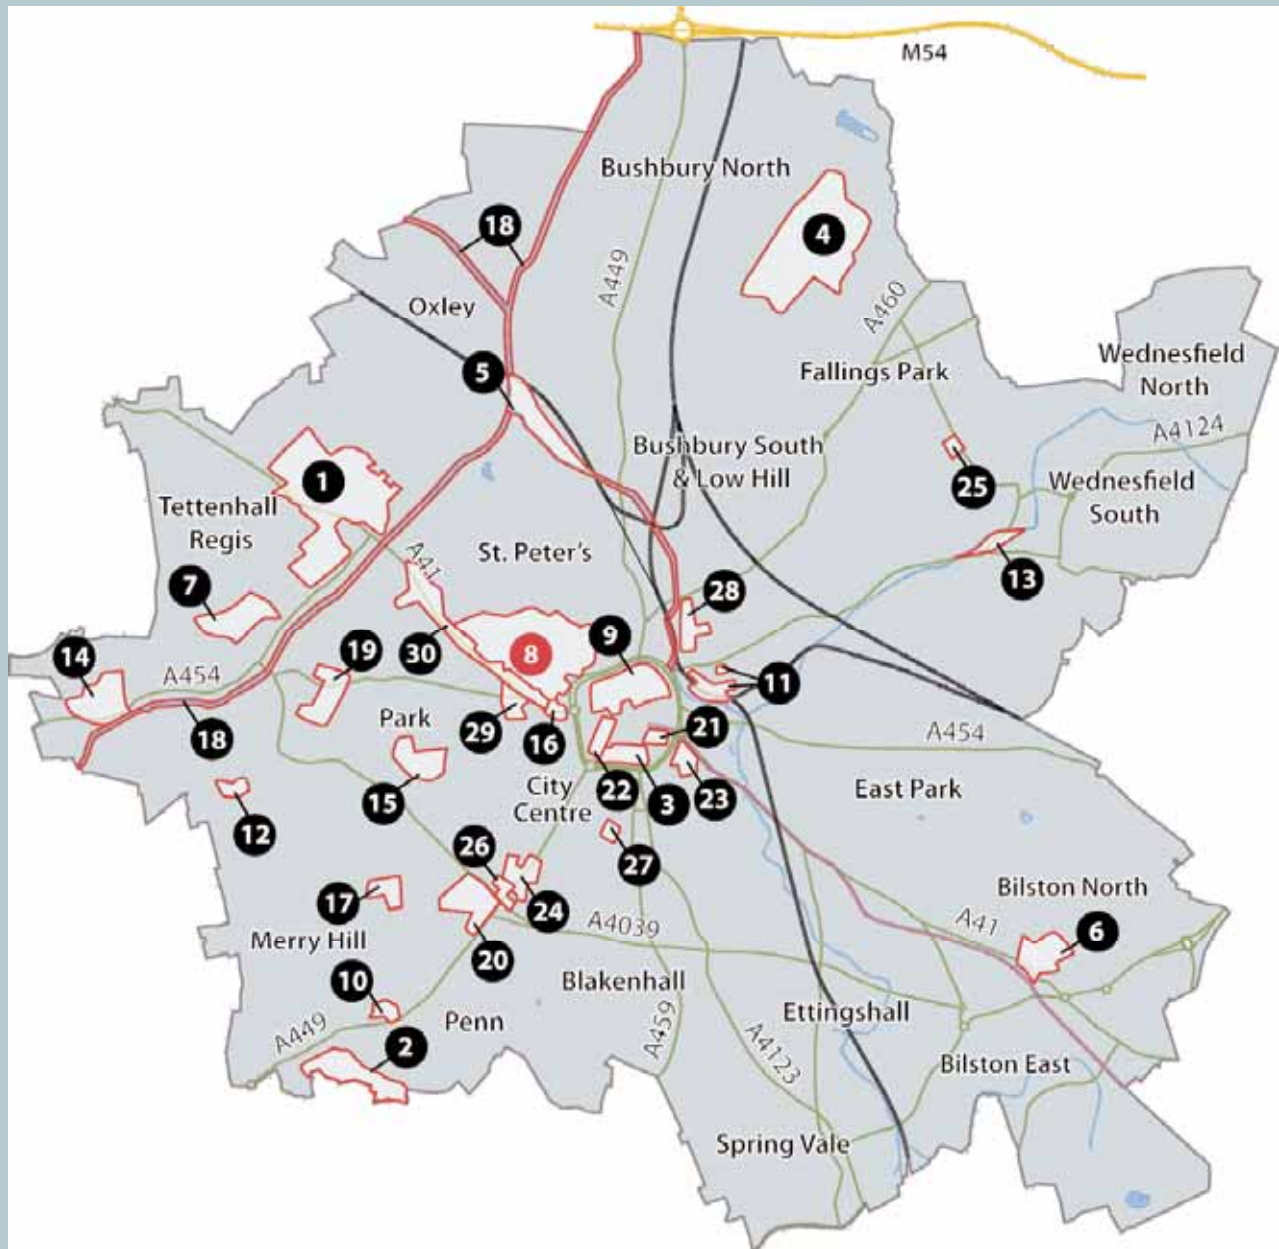 M54
Bushbury North
18
4
A449
Oxley
A460
5
Fallings Park
Wednesfield
North
A4124
Bushbury South
& Low Hill
1
25
Wednesfield
South
Tettenhall
Regis
A41
St. Peter's
13
7
28
9
30
8
14
19
A454
11
Park
29
16
21
18
A454
City
Centre
22
3
23
East Park
15
12
27
26
Bilston North
17
24
A4039
A41
6
Merry Hill
20
10
Blakenhall
Ettingshall
A449
2
Penn
A459
A4123
Bilston East
Spring Vale